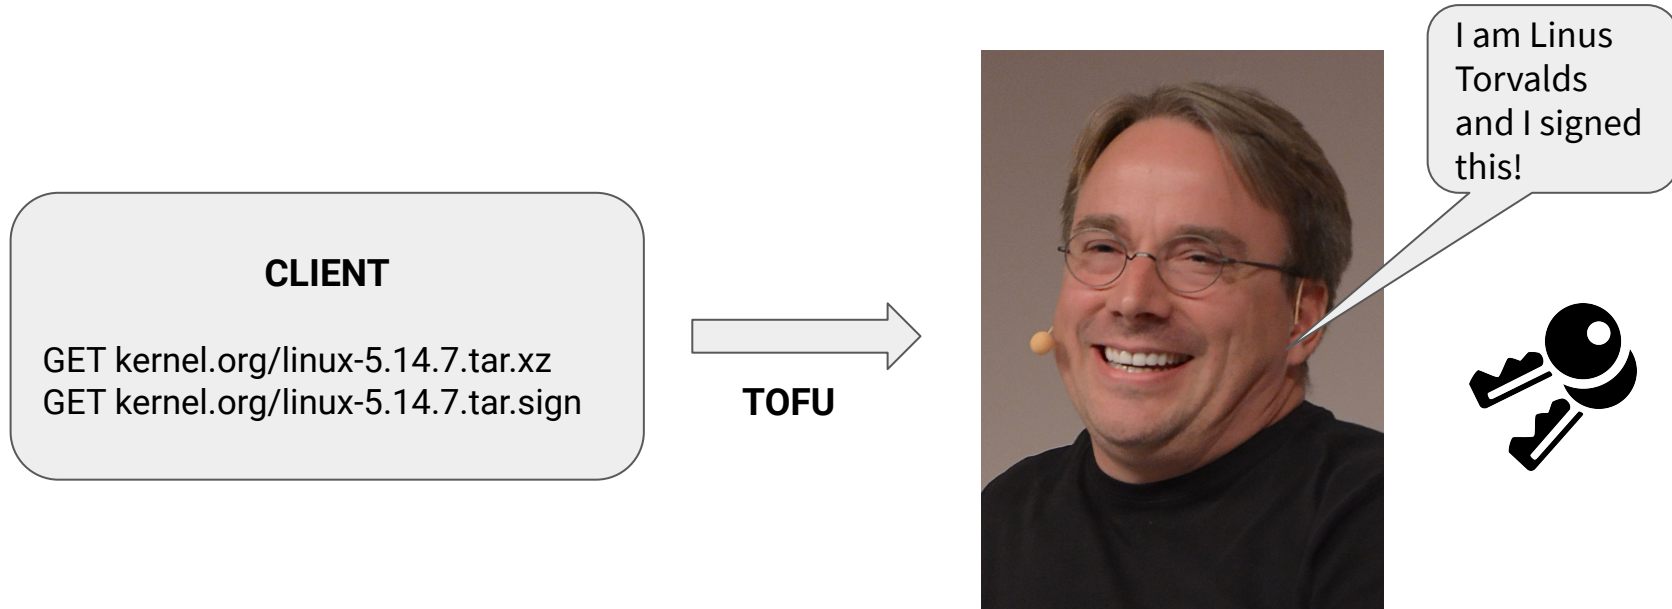 CLIENT
GET kernel.org/linux-5.14.7.tar.xz
GET kernel.org/linux-5.14.7.tar.sign
TOFU
I am Linus
Torvalds
and I signed
this!